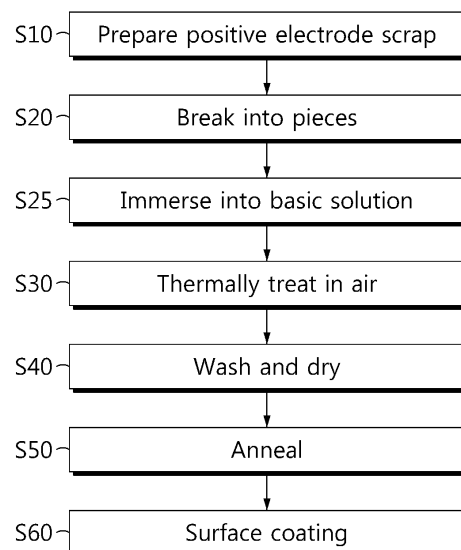 S10 Prepare positive electrode scrap
S20 Break into pieces
S25 Immerse into basic solution
S30 Thermally treat in air
S40 Wash and dry
S50 Anneal
S60 Surface coating